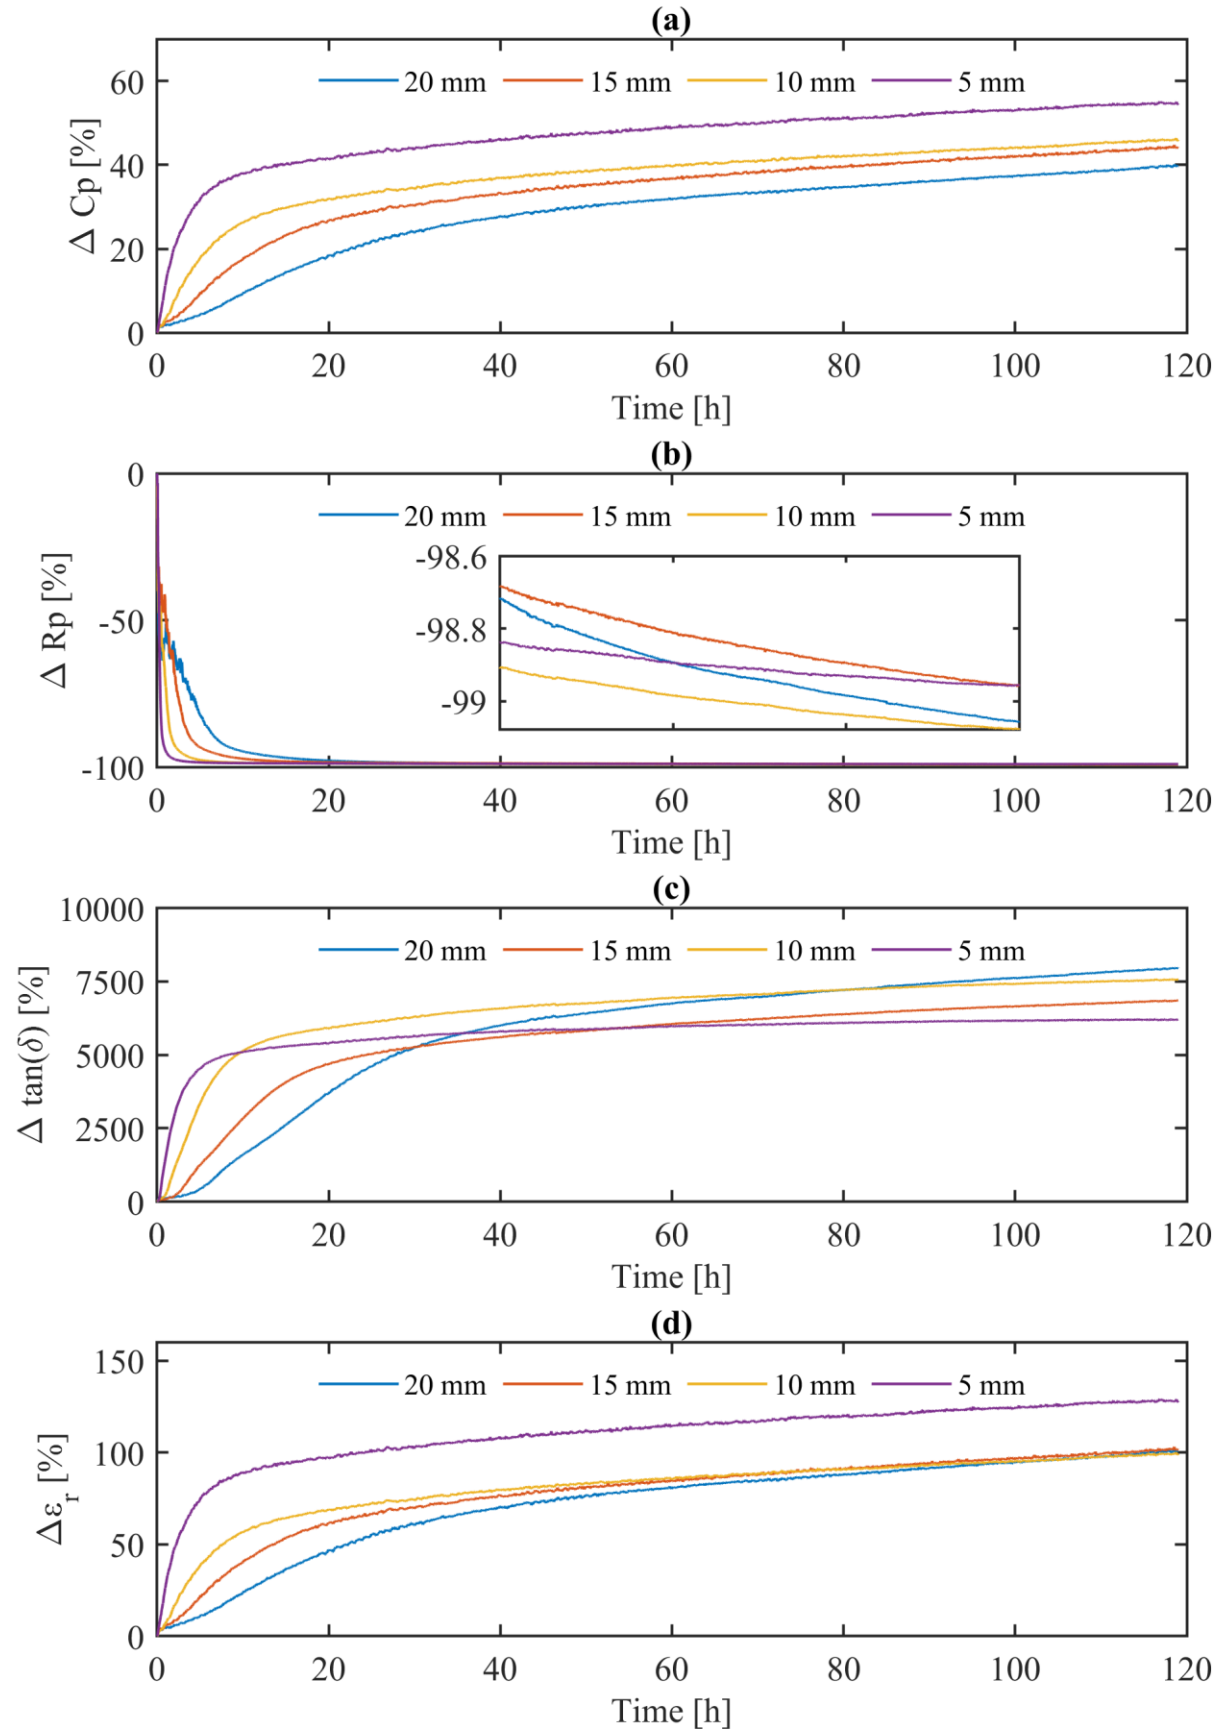 (a)
Δ Cp [%]
60
40
20
0
20 mm 15 mm 10 mm 5 mm
0 20 40 60 80 100 120
Time [h]
(b)
Δ Rp [%]
0
-50
-100
20 mm 15 mm 10 mm 5 mm
-98.6
-98.8
-99
0 20 40 60 80 100 120
Time [h]
(c)
Δ tan(δ) [%]
10000
7500
5000
2500
0
20 mm 15 mm 10 mm 5 mm
0 20 40 60 80 100 120
Time [h]
(d)
Δεr [%]
150
100
50
0
20 mm 15 mm 10 mm 5 mm
0 20 40 60 80 100 120
Time [h]